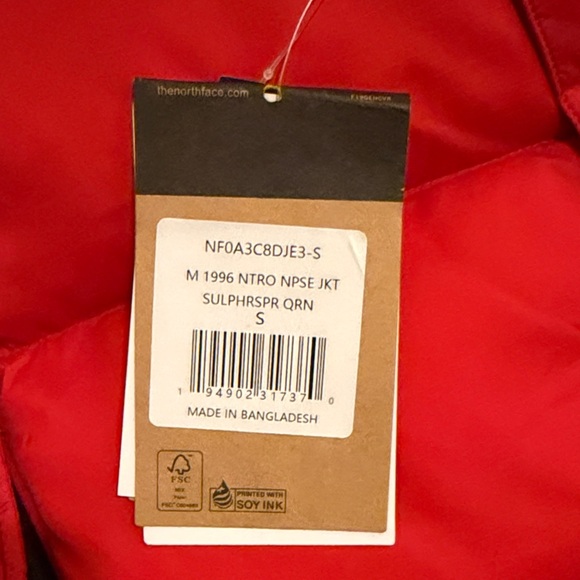 thenorthface.com
NF0A3C8DJE3-S
M 1996 NTRO NPSE JKT
SULPHRSPR QRN
S
1 94902 31737 0
MADE IN BANGLADESH
FSC
MIX
PRINTED WITH
SOY INK